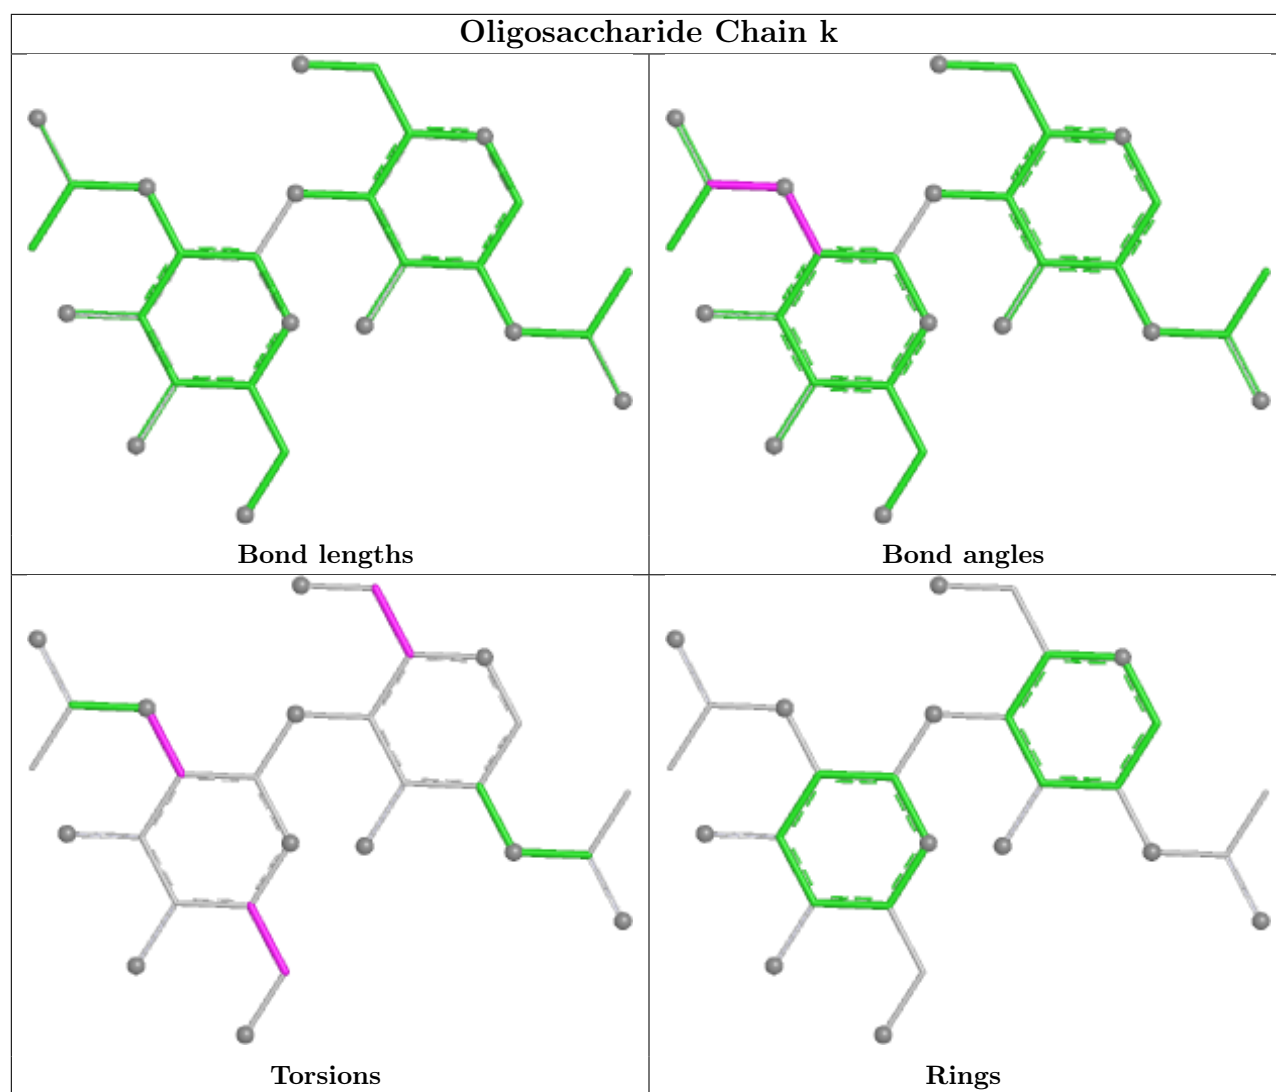 Oligosaccharide Chain k
Bond lengths
Bond angles
Torsions
Rings